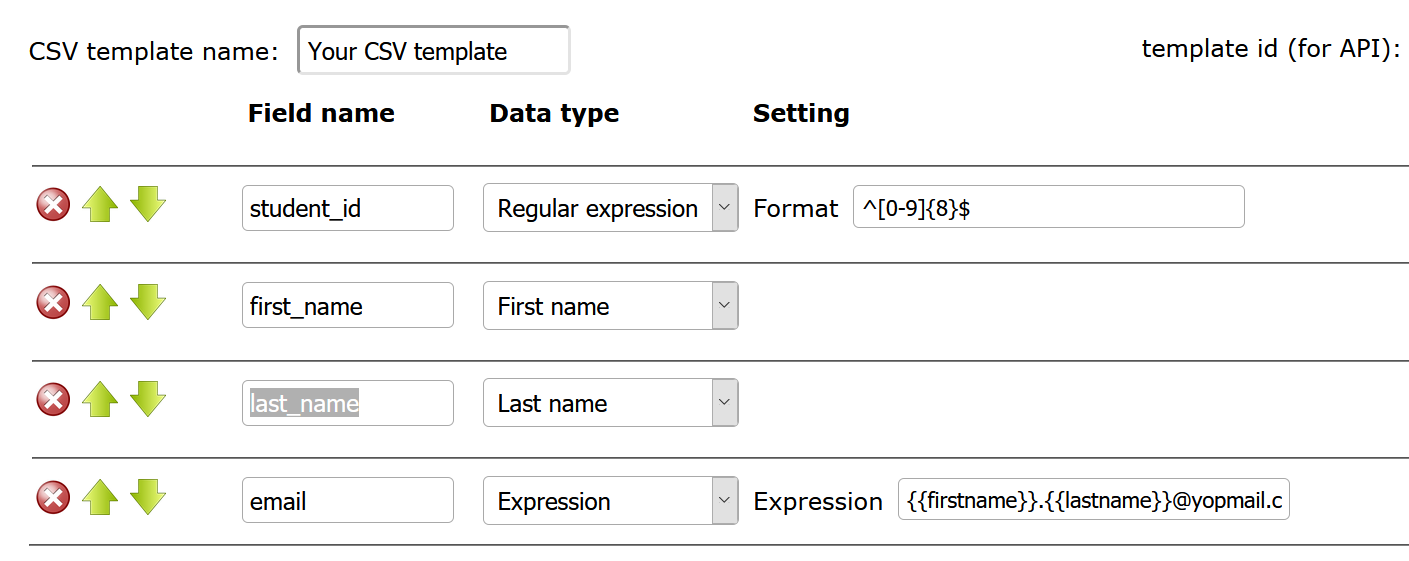 CSV template name: Your CSV template template id (for API):
Field name Data type Setting
student_id Regular expression Format ^[0-9]{8}$
first_name First name
last_name Last name
email Expression Expression {{firstname}}.{{lastname}}@yopmail.c